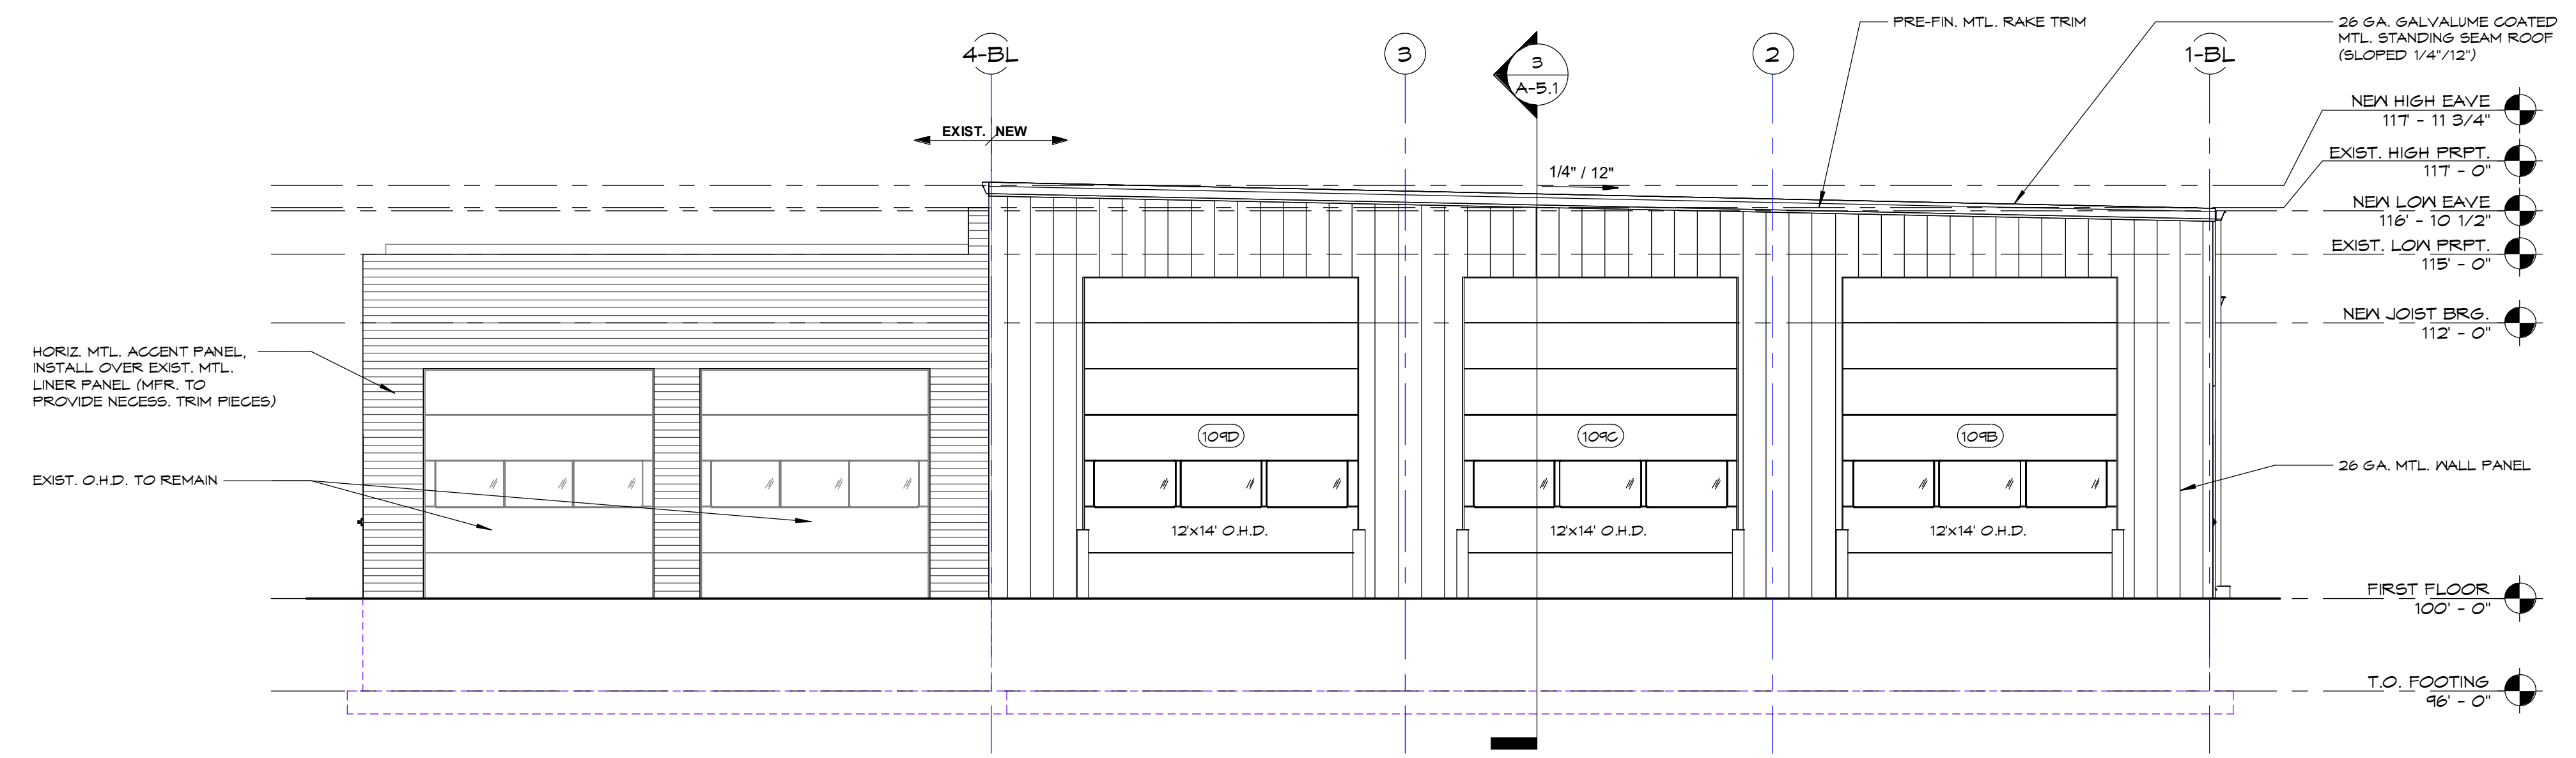 PRE-FIN. MTL. RAKE TRIM
26 GA. GALVALUME COATED
MTL. STANDING SEAM ROOF
(SLOPED 1/4"/12")
4-BL
3
3
A-5.1
2
1-BL
NEW HIGH EAVE
117' - 11 3/4"
EXIST. NEW
EXIST. HIGH PRPT.
117' - 0"
1/4" / 12"
NEW LOW EAVE
116' - 10 1/2"
EXIST. LOW PRPT.
115' - 0"
NEW JOIST BRG.
112' - 0"
HORIZ. MTL. ACCENT PANEL,
INSTALL OVER EXIST. MTL.
LINER PANEL (MFR. TO
PROVIDE NECESS. TRIM PIECES)
109D
109C
109B
26 GA. MTL. WALL PANEL
EXIST. O.H.D. TO REMAIN
12'x14' O.H.D.
12'x14' O.H.D.
12'x14' O.H.D.
FIRST FLOOR
100' - 0"
T.O. FOOTING
96' - 0"